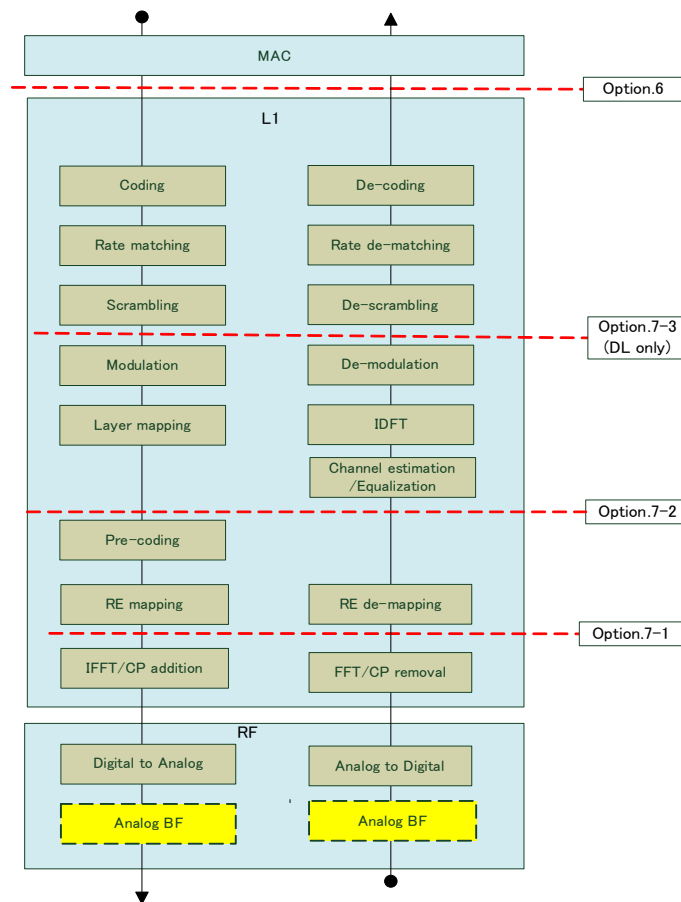 MAC
Option.6
L1
Coding
De-coding
Rate matching
Rate de-matching
Scrambling
De-scrambling
Option.7-3
(DL only)
Modulation
De-modulation
Layer mapping
IDFT
Channel estimation
/Equalization
Option.7-2
Pre-coding
RE mapping
RE de-mapping
Option.7-1
IFFT/CP addition
FFT/CP removal
RF
Digital to Analog
Analog to Digital
Analog BF
Analog BF